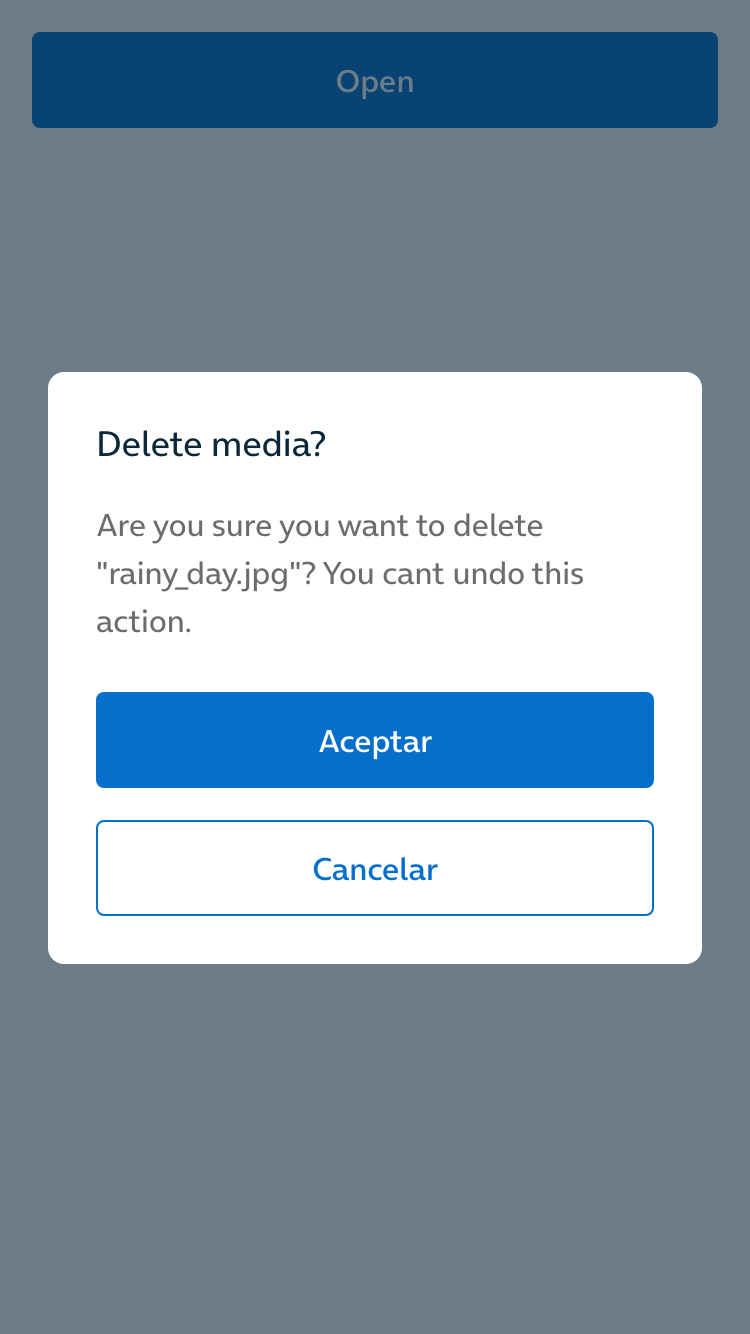 Open
Delete media?
Are you sure you want to delete
"rainy_day.jpg"? You cant undo this
action.
Aceptar
Cancelar